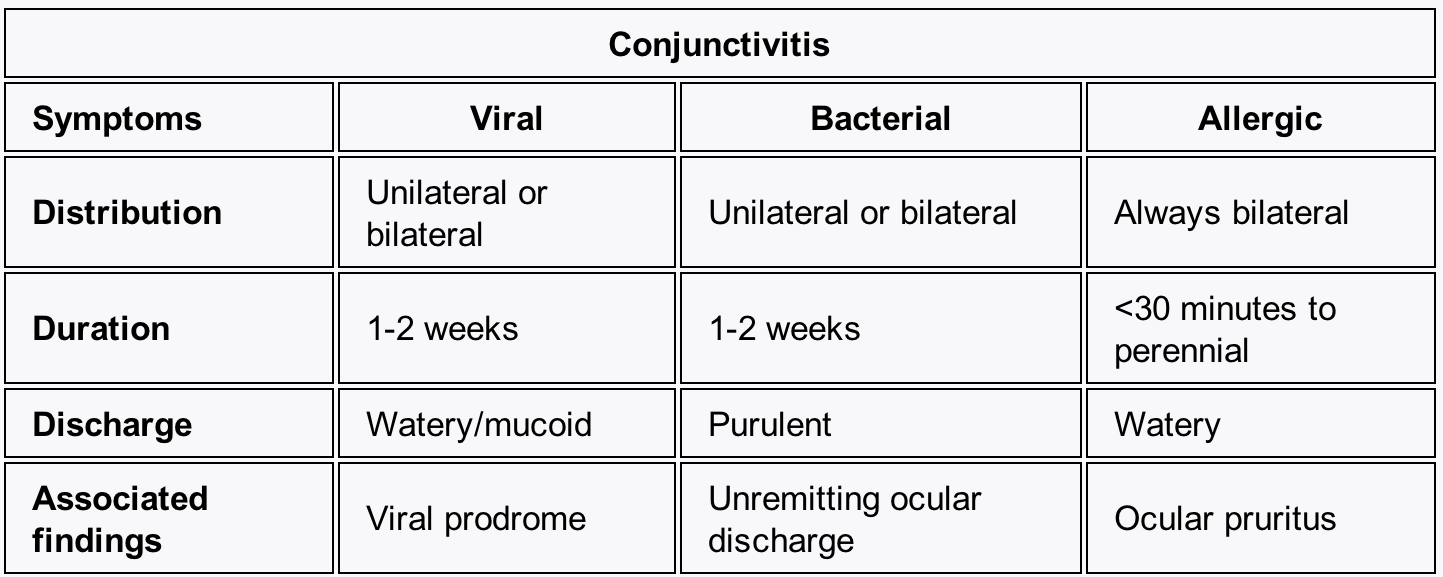 Conjunctivitis
Symptoms Viral Bacterial Allergic
Distribution Unilateral or bilateral Unilateral or bilateral Always bilateral
Duration 1-2 weeks 1-2 weeks <30 minutes to perennial
Discharge Watery/mucoid Purulent Watery
Associated findings Viral prodrome Unremitting ocular discharge Ocular pruritus